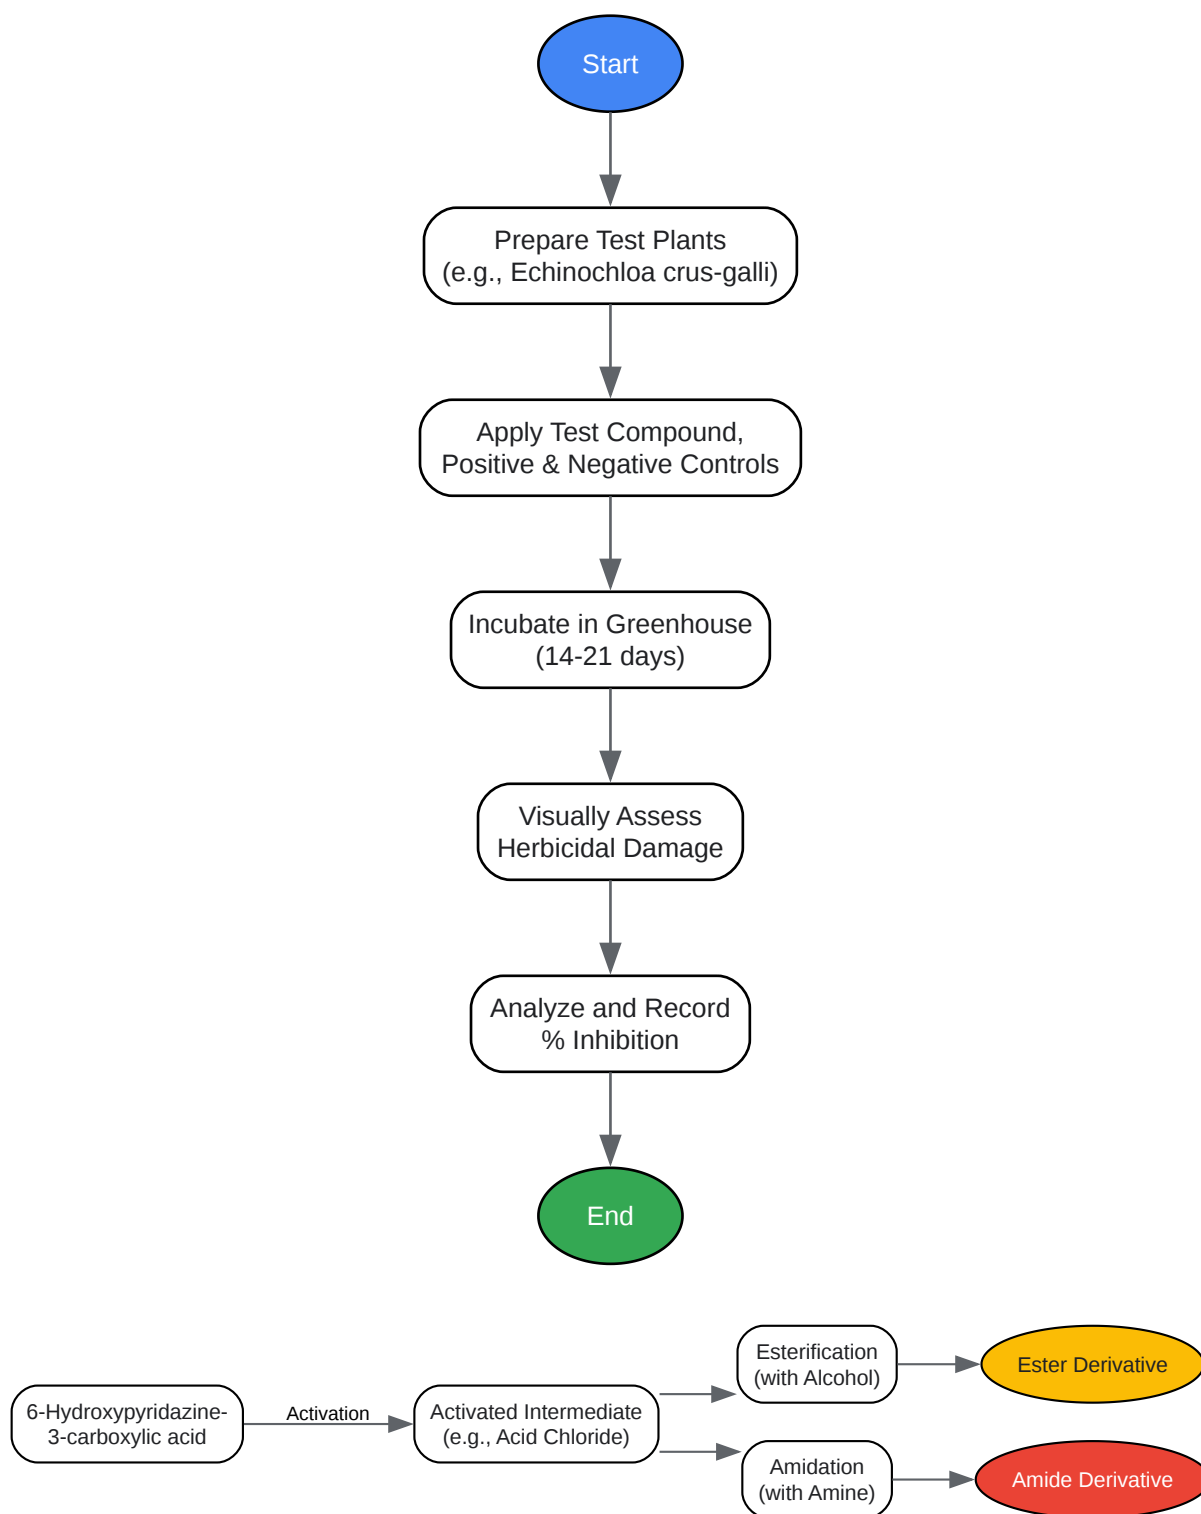 Start
Prepare Test Plants
(e.g., Echinochloa crus-galli)
Apply Test Compound,
Positive & Negative Controls
Incubate in Greenhouse
(14-21 days)
Visually Assess
Herbicidal Damage
Analyze and Record
% Inhibition
End
6-Hydroxypyridazine-
3-carboxylic acid
Activation
Activated Intermediate
(e.g., Acid Chloride)
Esterification
(with Alcohol)
Ester Derivative
Amidation
(with Amine)
Amide Derivative